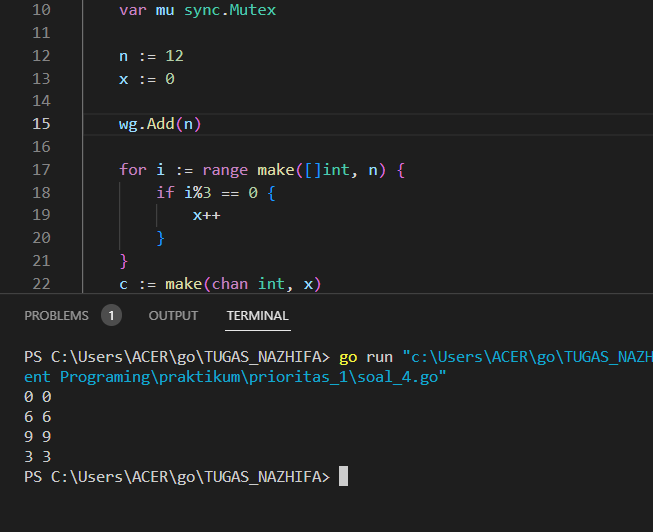 10 var mu sync.Mutex
11
12 n := 12
13 x := 0
14
15 wg.Add(n)
16
17 for i := range make([]int, n) {
18 if i%3 == 0 {
19 x++
20 }
21 }
22 c := make(chan int, x)
PROBLEMS 1 OUTPUT TERMINAL
PS C:\Users\ACER\go\TUGAS_NAZHIFA> go run "c:\Users\ACER\go\TUGAS_NAZH
ent Programing\praktikum\prioritas_1\soal_4.go"
0 0
6 6
9 9
3 3
PS C:\Users\ACER\go\TUGAS_NAZHIFA>